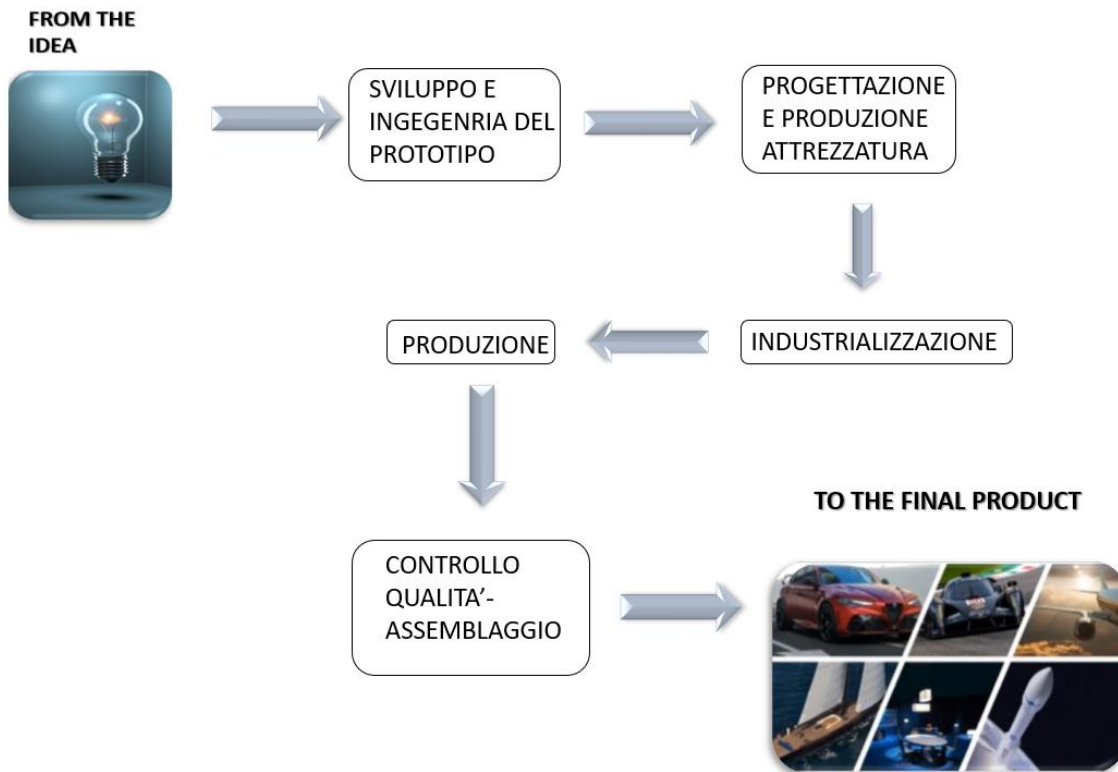 FROM THE
IDEA
SVILUPPO E
INGEGENRIA DEL
PROTOTIPO
PROGETTAZIONE
E PRODUZIONE
ATTREZZATURA
INDUSTRIALIZZAZIONE
PRODUZIONE
CONTROLLO
QUALITA’-
ASSEMBLAGGIO
TO THE FINAL PRODUCT